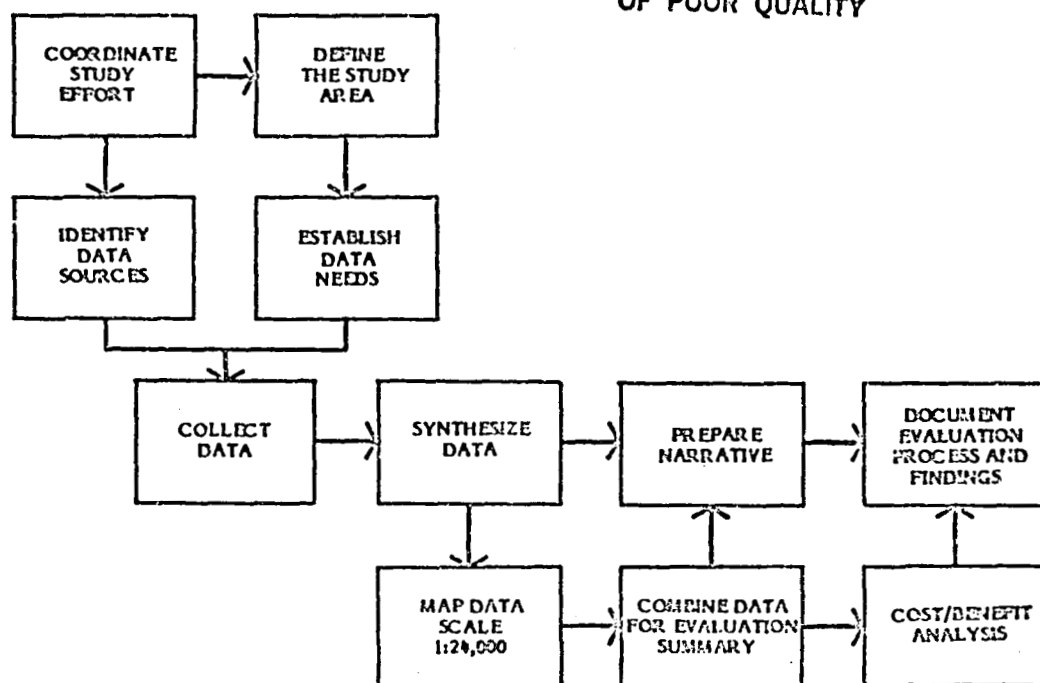 OF POOR QUALITY
COORDINATE
STUDY
EFFORT
DEFINE
THE STUDY
AREA
IDENTIFY
DATA
SOURCES
ESTABLISH
DATA
NEEDS
COLLECT
DATA
SYNTHESIZE
DATA
PREPARE
NARRATIVE
DOCUMENT
EVALUATION
PROCESS AND
FINDINGS
MAP DATA
SCALE
1:24,000
COMBINE DATA
FOR EVALUATION
SUMMARY
COST/BENEFIT
ANALYSIS